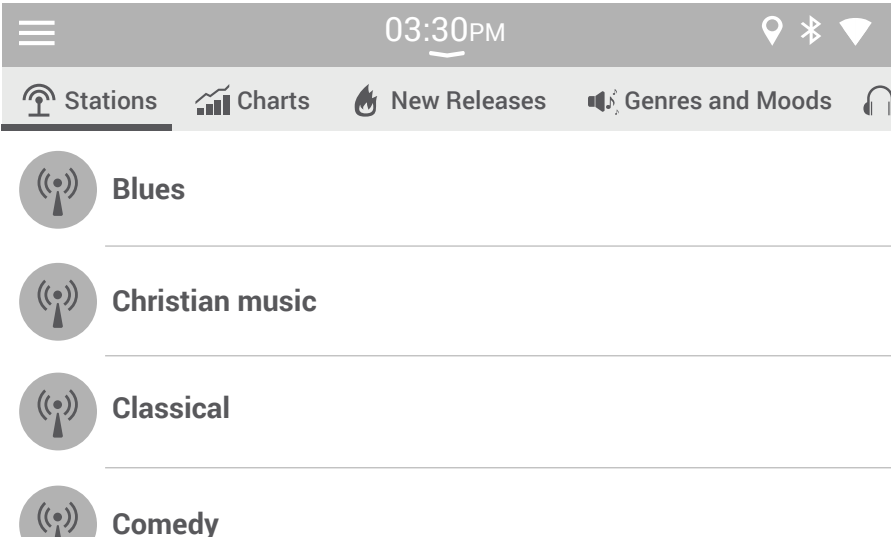 03:30PM
Stations Charts New Releases Genres and Moods
Blues
Christian music
Classical
Comedy